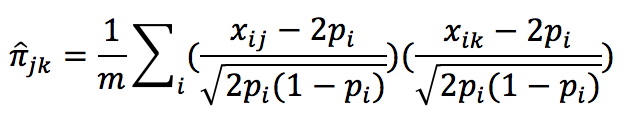 π̂_jk = 1/m ∑_i ( (x_ij − 2p_i) / √(2p_i(1 − p_i)) ) ( (x_ik − 2p_i) / √(2p_i(1 − p_i)) )